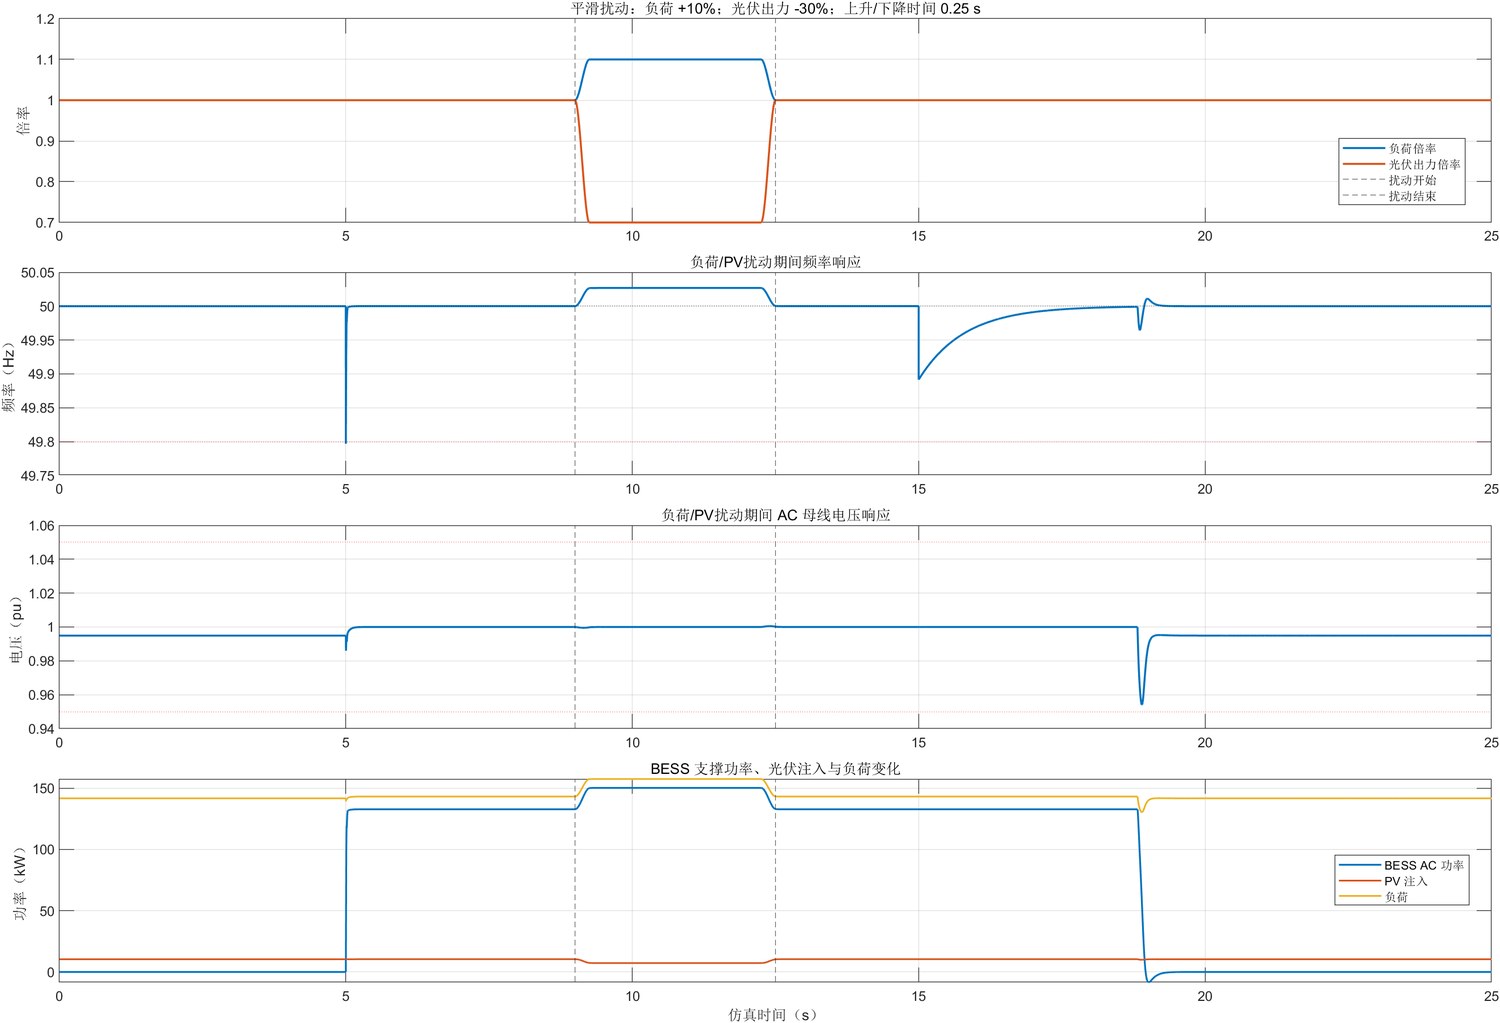 平滑扰动：负荷 +10%；光伏出力 -30%；上升/下降时间 0.25 s
1.2
1.1
1
0.9
0.8
0.7
倍率
负荷倍率
光伏出力倍率
扰动开始
扰动结束
0 5 10 15 20 25
负荷/PV扰动期间频率响应
50.05
50
49.95
49.9
49.85
49.8
49.75
频率（Hz）
0 5 10 15 20 25
负荷/PV扰动期间 AC 母线电压响应
1.06
1.04
1.02
1
0.98
0.96
0.94
电压（pu）
0 5 10 15 20 25
BESS 支撑功率、光伏注入与负荷变化
150
100
50
0
功率（kW）
BESS AC 功率
PV 注入
负荷
0 5 10 15 20 25
仿真时间（s）